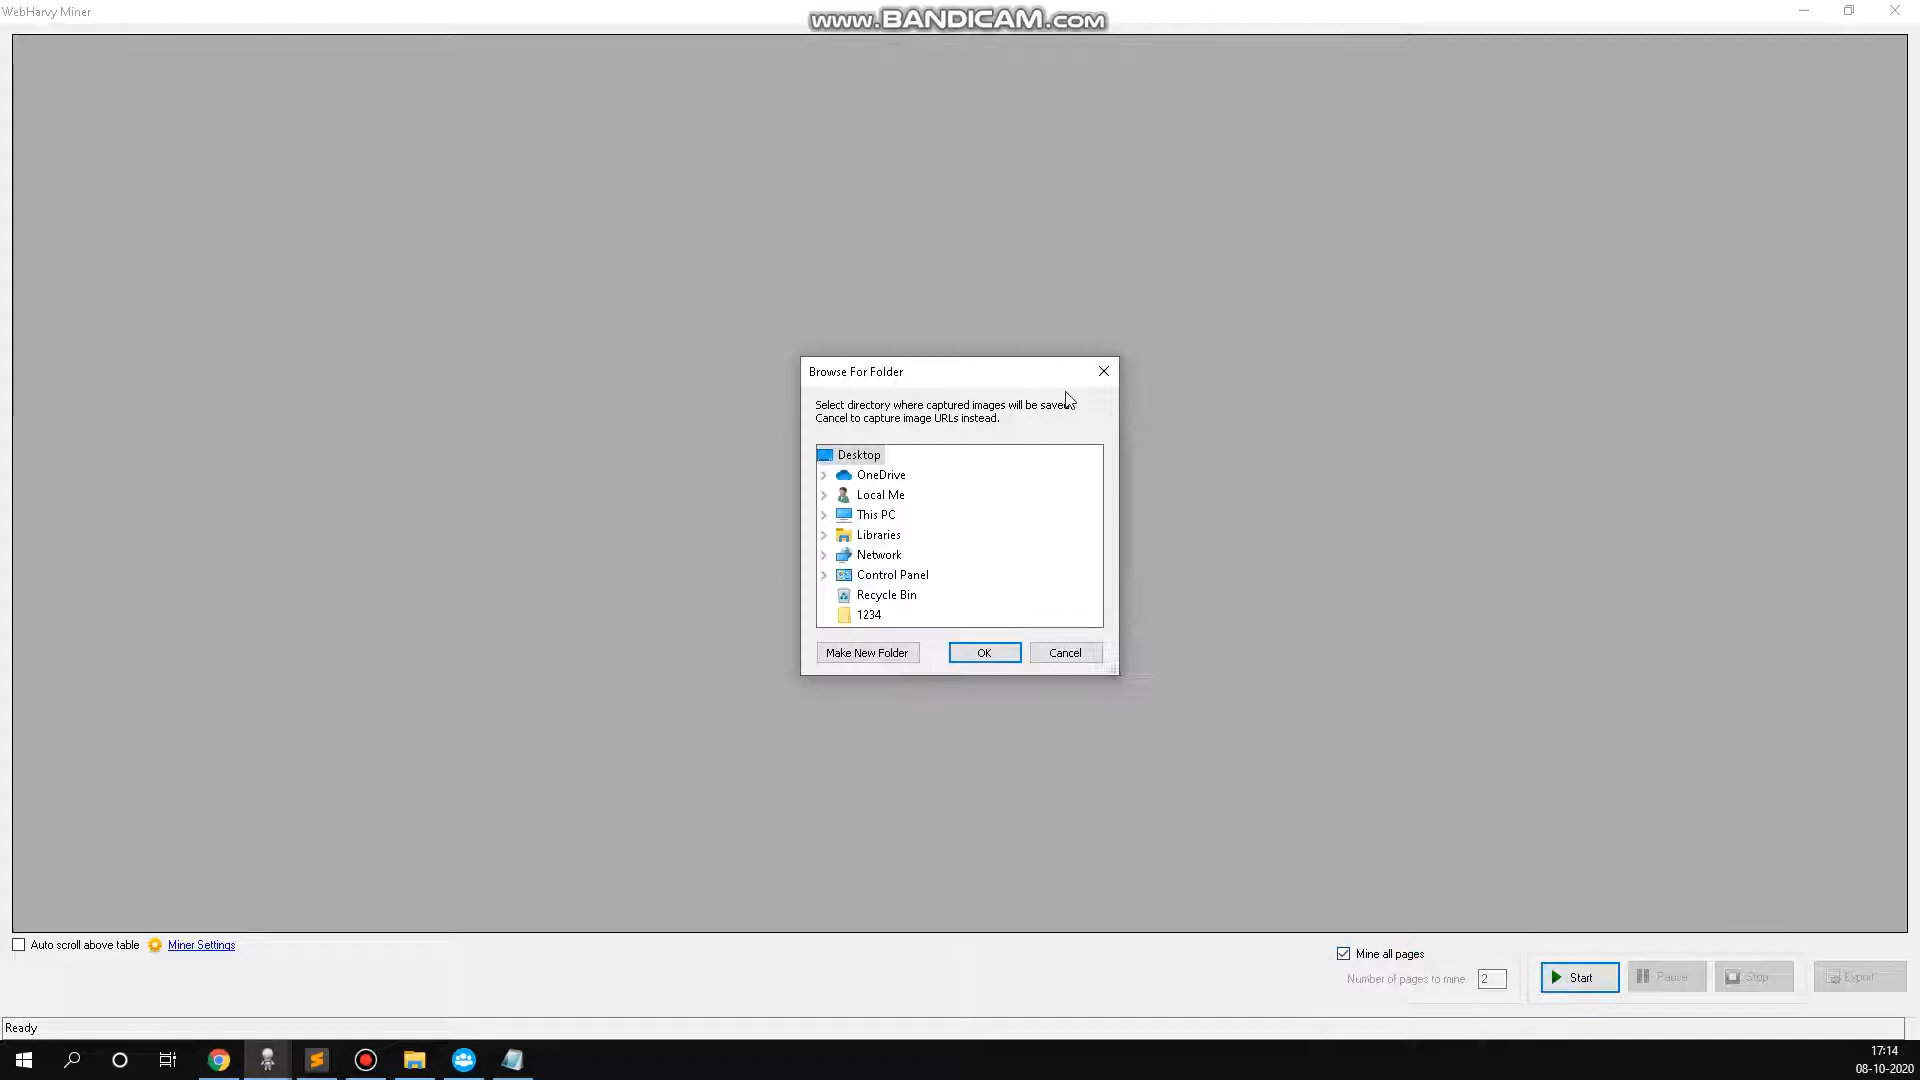 WebHarvy Miner
www.BANDICAM.com
Browse For Folder
Select directory where captured images will be saved.
Cancel to capture image URLs instead.
Desktop
OneDrive
Local Me
This PC
Libraries
Network
Control Panel
Recycle Bin
1234
Make New Folder
OK
Cancel
Auto scroll above table
Miner Settings
Mine all pages
Number of pages to mine
2
Start
Pause
Stop
Export
Ready
17:14
08-10-2020